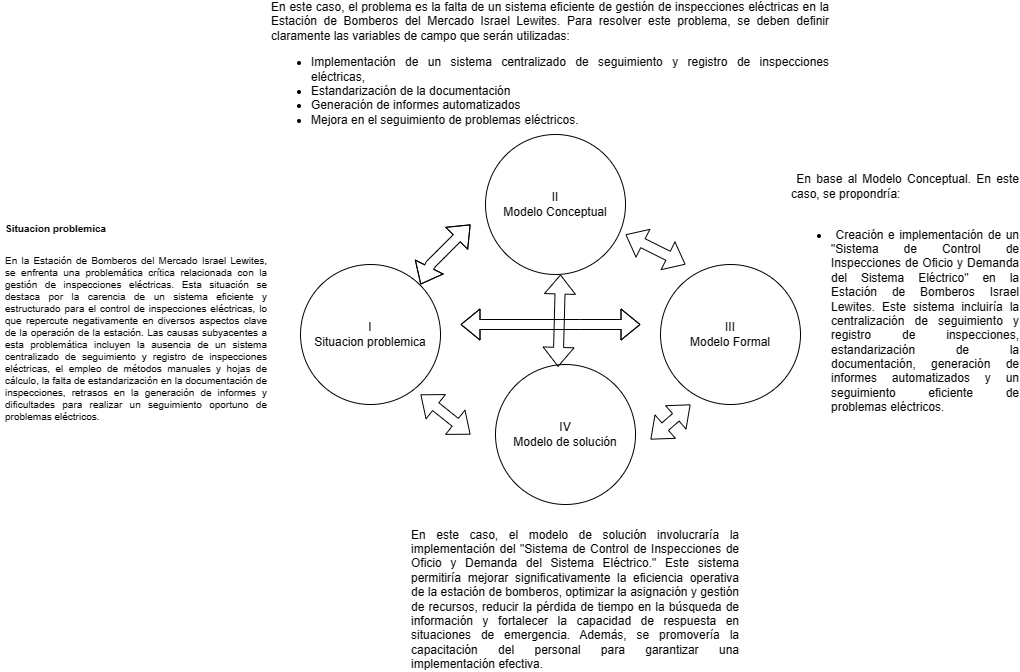 En este caso, el problema es la falta de un sistema eficiente de gestión de inspecciones eléctricas en la
Estación de Bomberos del Mercado Israel Lewites. Para resolver este problema, se deben definir
claramente las variables de campo que serán utilizadas:
• Implementación de un sistema centralizado de seguimiento y registro de inspecciones
eléctricas,
• Estandarización de la documentación
• Generación de informes automatizados
• Mejora en el seguimiento de problemas eléctricos.
II
Modelo Conceptual
En base al Modelo Conceptual. En este
caso, se propondría:
• Creación e implementación de un
"Sistema de Control de
Inspecciones de Oficio y Demanda
del Sistema Eléctrico" en la
Estación de Bomberos Israel
Lewites. Este sistema incluiría la
centralización de seguimiento y
registro de inspecciones,
estandarización de la
documentación, generación de
informes automatizados y un
seguimiento eficiente de
problemas eléctricos.
Situacion problemica
En la Estación de Bomberos del Mercado Israel Lewites,
se enfrenta una problemática crítica relacionada con la
gestión de inspecciones eléctricas. Esta situación se
destaca por la carencia de un sistema eficiente y
estructurado para el control de inspecciones eléctricas, lo
que repercute negativamente en diversos aspectos clave
de la operación de la estación. Las causas subyacentes a
esta problemática incluyen la ausencia de un sistema
centralizado de seguimiento y registro de inspecciones
eléctricas, el empleo de métodos manuales y hojas de
cálculo, la falta de estandarización en la documentación de
inspecciones, retrasos en la generación de informes y
dificultades para realizar un seguimiento oportuno de
problemas eléctricos.
I
Situacion problemica
III
Modelo Formal
IV
Modelo de solución
En este caso, el modelo de solución involucraría la
implementación del "Sistema de Control de Inspecciones de
Oficio y Demanda del Sistema Eléctrico." Este sistema
permitiría mejorar significativamente la eficiencia operativa
de la estación de bomberos, optimizar la asignación y gestión
de recursos, reducir la pérdida de tiempo en la búsqueda de
información y fortalecer la capacidad de respuesta en
situaciones de emergencia. Además, se promovería la
capacitación del personal para garantizar una
implementación efectiva.